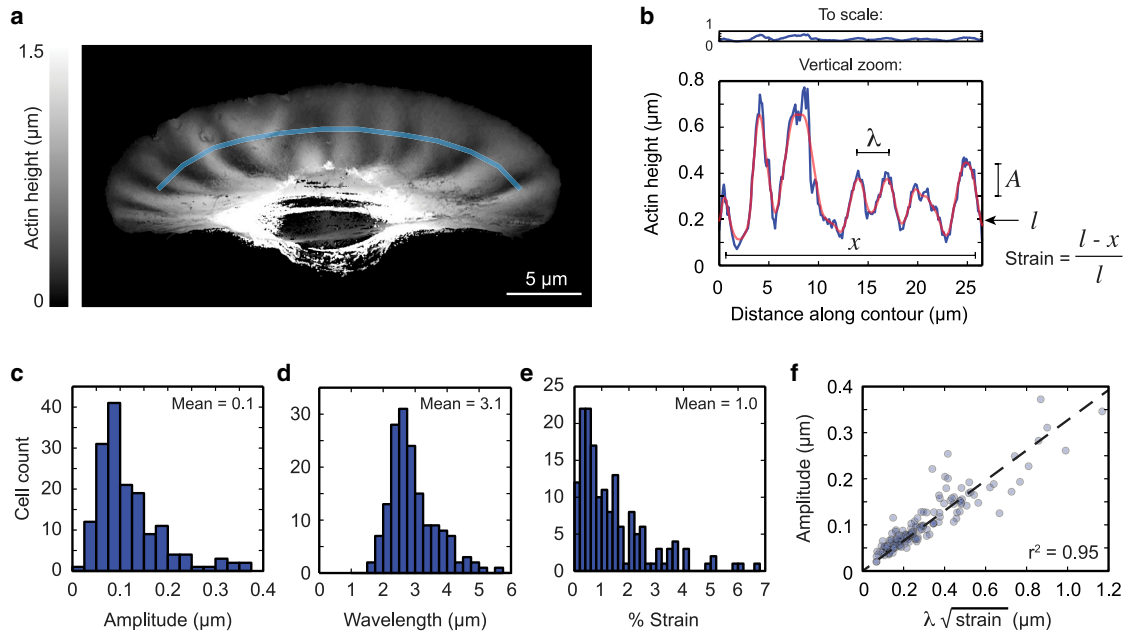 a
1.5
Actin height (μm)
0
5 μm
b
To scale:
1
0
Vertical zoom:
0.8
0.6
0.4
0.2
0
Actin height (μm)
λ
A
l
x
Strain = l - x / l
0 5 10 15 20 25
Distance along contour (μm)
c
Mean = 0.1
40
30
20
10
0
Cell count
0 0.1 0.2 0.3 0.4
Amplitude (μm)
d
Mean = 3.1
30
20
10
0
0 1 2 3 4 5 6
Wavelength (μm)
e
Mean = 1.0
25
20
15
10
5
0
0 1 2 3 4 5 6 7
% Strain
f
0.4
0.3
0.2
0.1
0
Amplitude (μm)
r² = 0.95
0 0.2 0.4 0.6 0.8 1.0 1.2
λ √strain (μm)